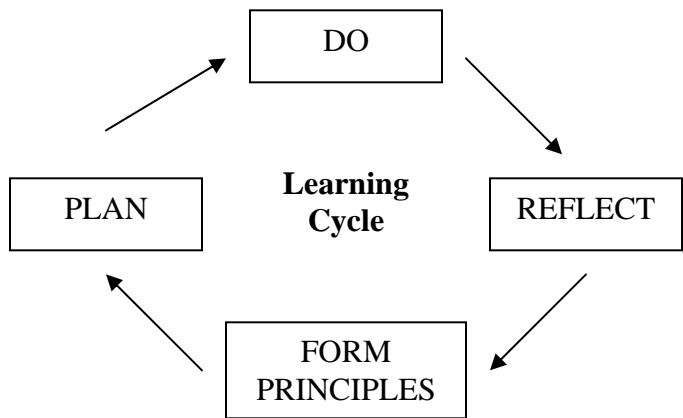 DO
PLAN
Learning
Cycle
REFLECT
FORM
PRINCIPLES